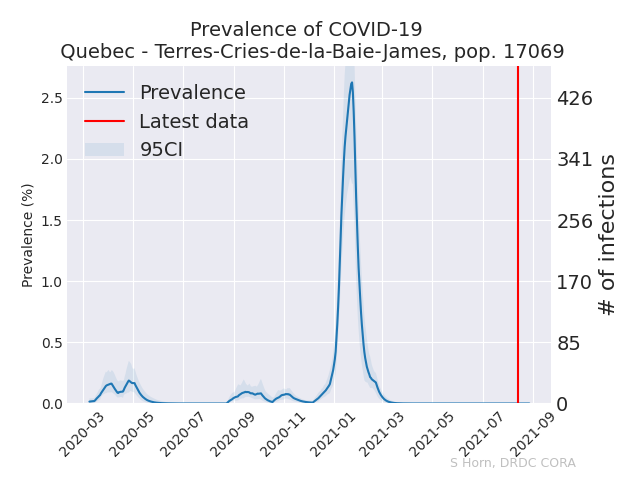 Prevalence of COVID-19
Quebec - Terres-Cries-de-la-Baie-James, pop. 17069
Prevalence
Latest data
95CI
Prevalence (%)
2.5
2.0
1.5
1.0
0.5
0.0
426
341
256
170
85
0
# of infections
2020-03
2020-05
2020-07
2020-09
2020-11
2021-01
2021-03
2021-05
2021-07
2021-09
S Horn, DRDC CORA